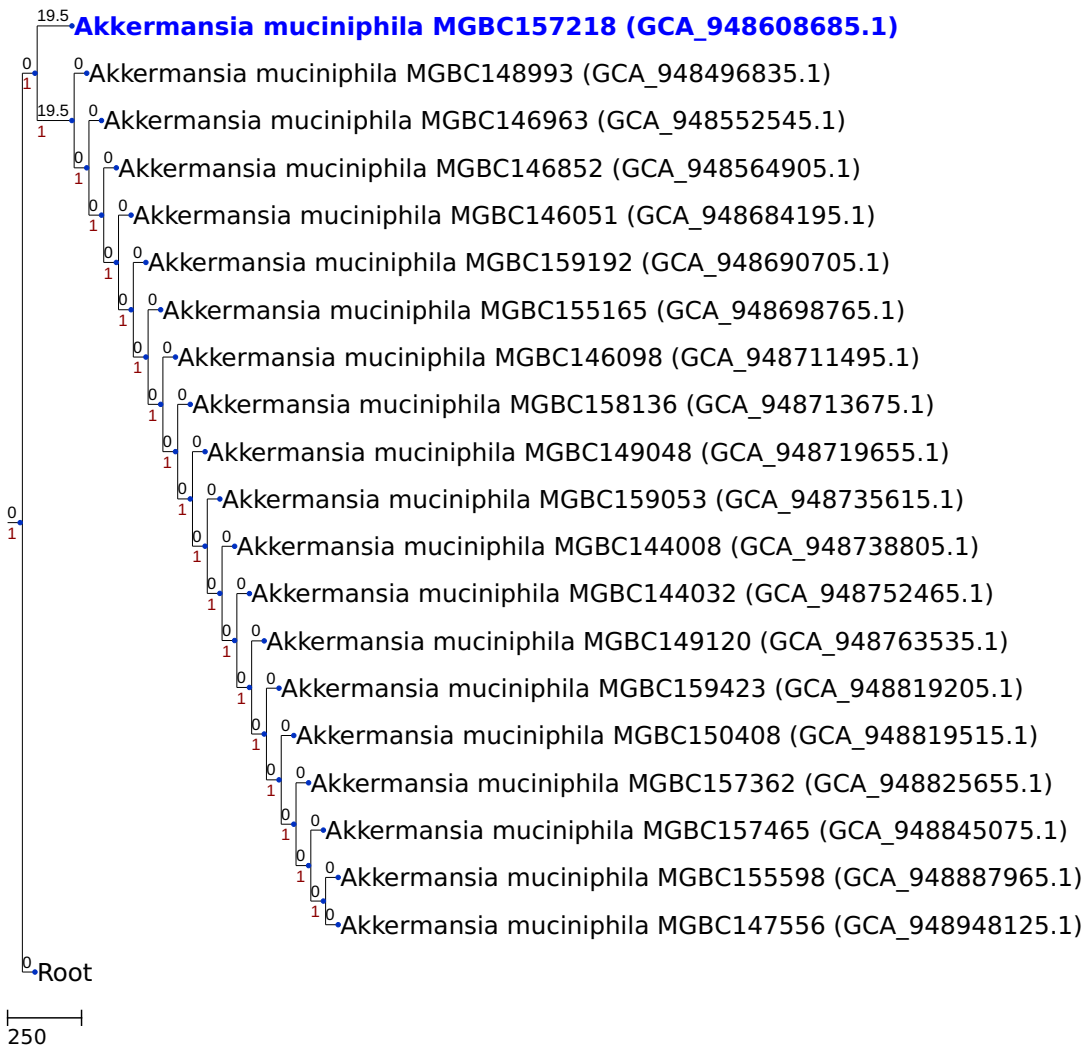 19.5
Akkermansia muciniphila MGBC157218 (GCA_948608685.1)
0 0 Akkermansia muciniphila MGBC148993 (GCA_948496835.1)
1
19.5 0 Akkermansia muciniphila MGBC146963 (GCA_948552545.1)
1
0 0 Akkermansia muciniphila MGBC146852 (GCA_948564905.1)
1
0 0 Akkermansia muciniphila MGBC146051 (GCA_948684195.1)
1
0 0 Akkermansia muciniphila MGBC159192 (GCA_948690705.1)
1
0 0 Akkermansia muciniphila MGBC155165 (GCA_948698765.1)
1
0 0 Akkermansia muciniphila MGBC146098 (GCA_948711495.1)
1
0 0 Akkermansia muciniphila MGBC158136 (GCA_948713675.1)
1
0 0 Akkermansia muciniphila MGBC149048 (GCA_948719655.1)
1
0 0 Akkermansia muciniphila MGBC159053 (GCA_948735615.1)
1
0
1
0 0 Akkermansia muciniphila MGBC144008 (GCA_948738805.1)
1
0 0 Akkermansia muciniphila MGBC144032 (GCA_948752465.1)
1
0 0 Akkermansia muciniphila MGBC149120 (GCA_948763535.1)
1
0 0 Akkermansia muciniphila MGBC159423 (GCA_948819205.1)
1
0 0 Akkermansia muciniphila MGBC150408 (GCA_948819515.1)
1
0 0 Akkermansia muciniphila MGBC157362 (GCA_948825655.1)
1
0 0 Akkermansia muciniphila MGBC157465 (GCA_948845075.1)
1
0 0 Akkermansia muciniphila MGBC155598 (GCA_948887965.1)
1
0 0 Akkermansia muciniphila MGBC147556 (GCA_948948125.1)
1
0 Root
250